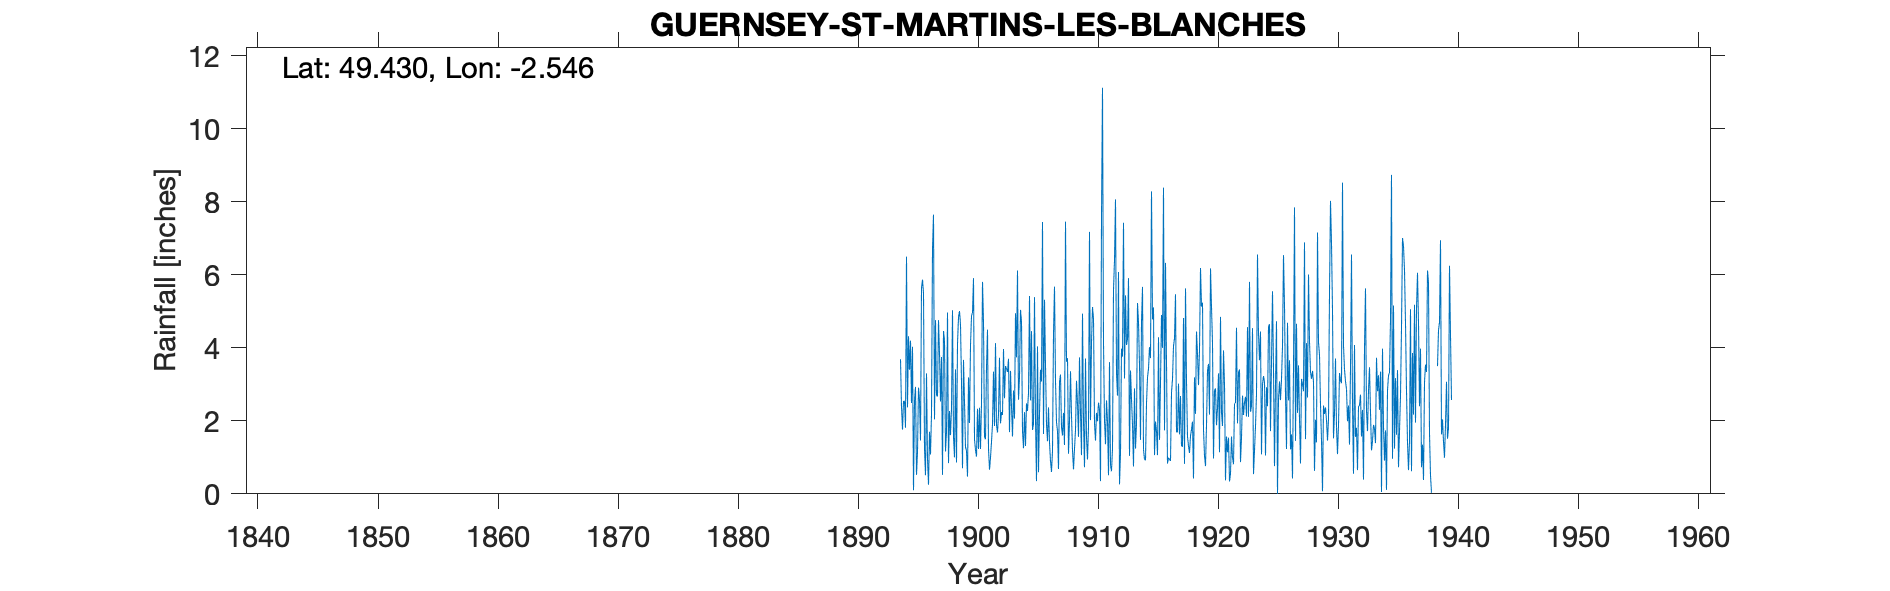 GUERNSEY-ST-MARTINS-LES-BLANCHES
Lat: 49.430, Lon: -2.546
12
10
8
6
4
2
0
Rainfall [inches]
1840 1850 1860 1870 1880 1890 1900 1910 1920 1930 1940 1950 1960
Year